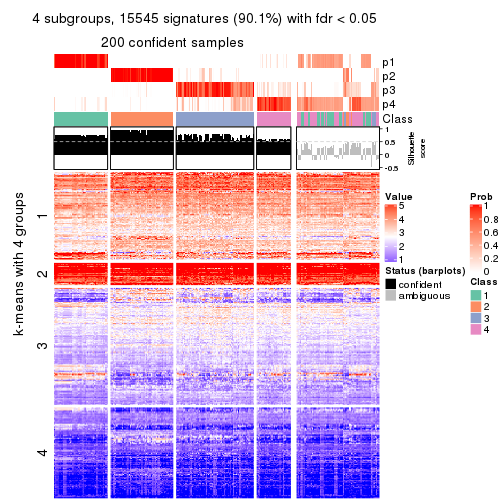 4 subgroups, 15545 signatures (90.1%) with fdr < 0.05
200 confident samples
p1
p2
p3
p4
Class
1
0.5
0
-0.5
Silhouette
score
k-means with 4 groups
1
2
3
4
Value
5
4
3
2
1
Status (barplots)
confident
ambiguous
Prob
1
0.8
0.6
0.4
0.2
0
Class
1
2
3
4